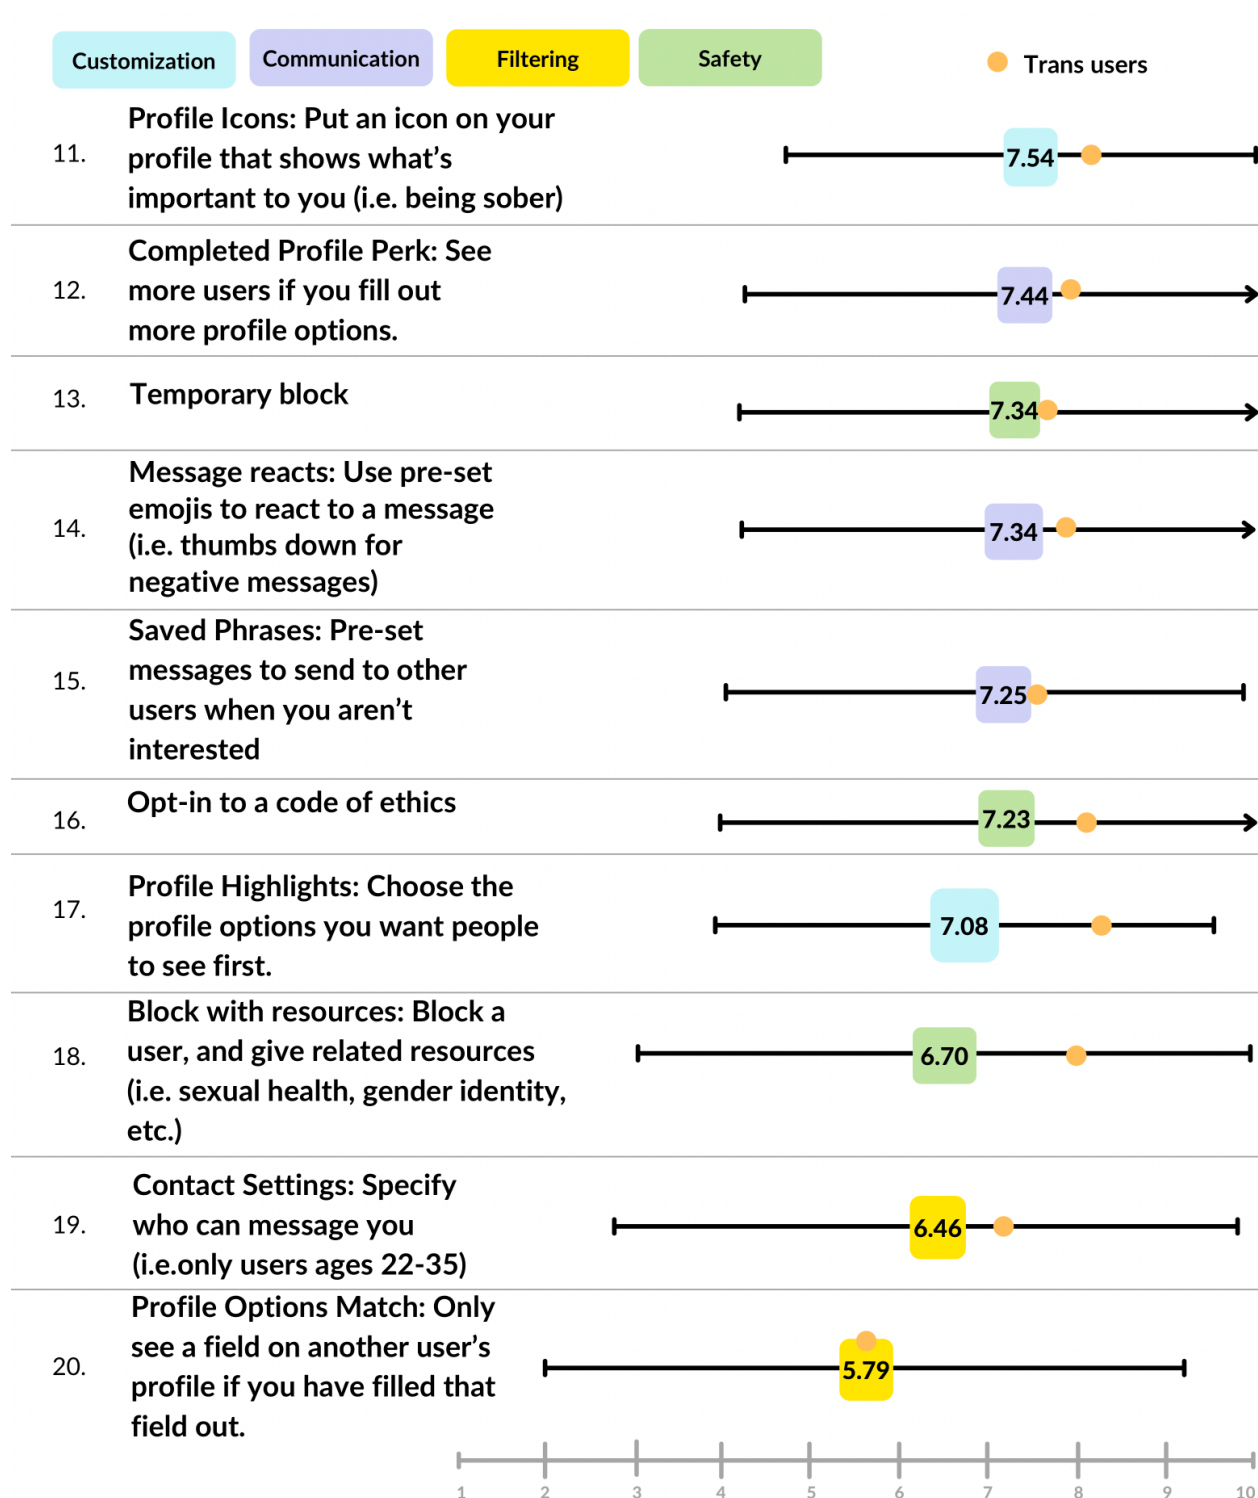 Customization
Communication
Filtering
Safety
Trans users
11.
Profile Icons: Put an icon on your
profile that shows what’s
important to you (i.e. being sober)
7.54
12.
Completed Profile Perk: See
more users if you fill out
more profile options.
7.44
13.
Temporary block
7.34
14.
Message reacts: Use pre-set
emojis to react to a message
(i.e. thumbs down for
negative messages)
7.34
15.
Saved Phrases: Pre-set
messages to send to other
users when you aren’t
interested
7.25
16.
Opt-in to a code of ethics
7.23
17.
Profile Highlights: Choose the
profile options you want people
to see first.
7.08
18.
Block with resources: Block a
user, and give related resources
(i.e. sexual health, gender identity,
etc.)
6.70
19.
Contact Settings: Specify
who can message you
(i.e.only users ages 22-35)
6.46
20.
Profile Options Match: Only
see a field on another user’s
profile if you have filled that
field out.
5.79
1 2 3 4 5 6 7 8 9 10